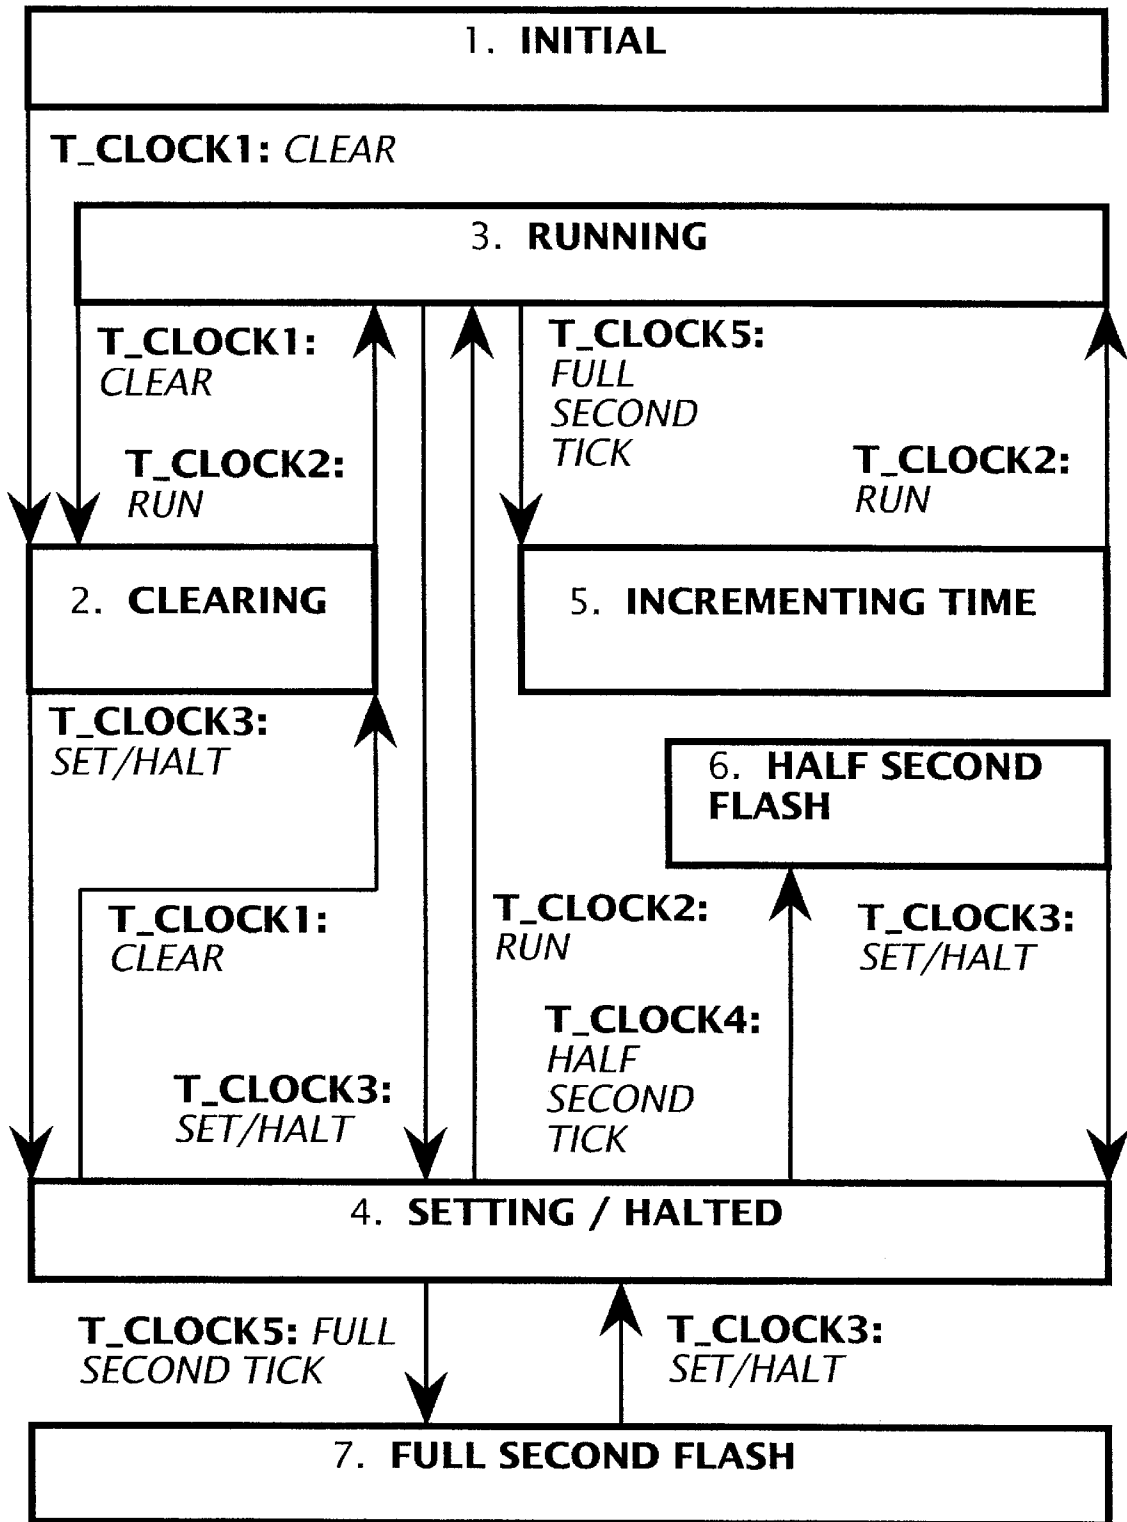 1. INITIAL
T_CLOCK1: CLEAR
3. RUNNING
T_CLOCK1:
CLEAR
T_CLOCK2:
RUN
T_CLOCK5:
FULL
SECOND
TICK
T_CLOCK2:
RUN
2. CLEARING
5. INCREMENTING TIME
T_CLOCK3:
SET/HALT
6. HALF SECOND
FLASH
T_CLOCK1:
CLEAR
T_CLOCK2:
RUN
T_CLOCK3:
SET/HALT
T_CLOCK4:
HALF
SECOND
TICK
T_CLOCK3:
SET/HALT
4. SETTING / HALTED
T_CLOCK5: FULL
SECOND TICK
T_CLOCK3:
SET/HALT
7. FULL SECOND FLASH